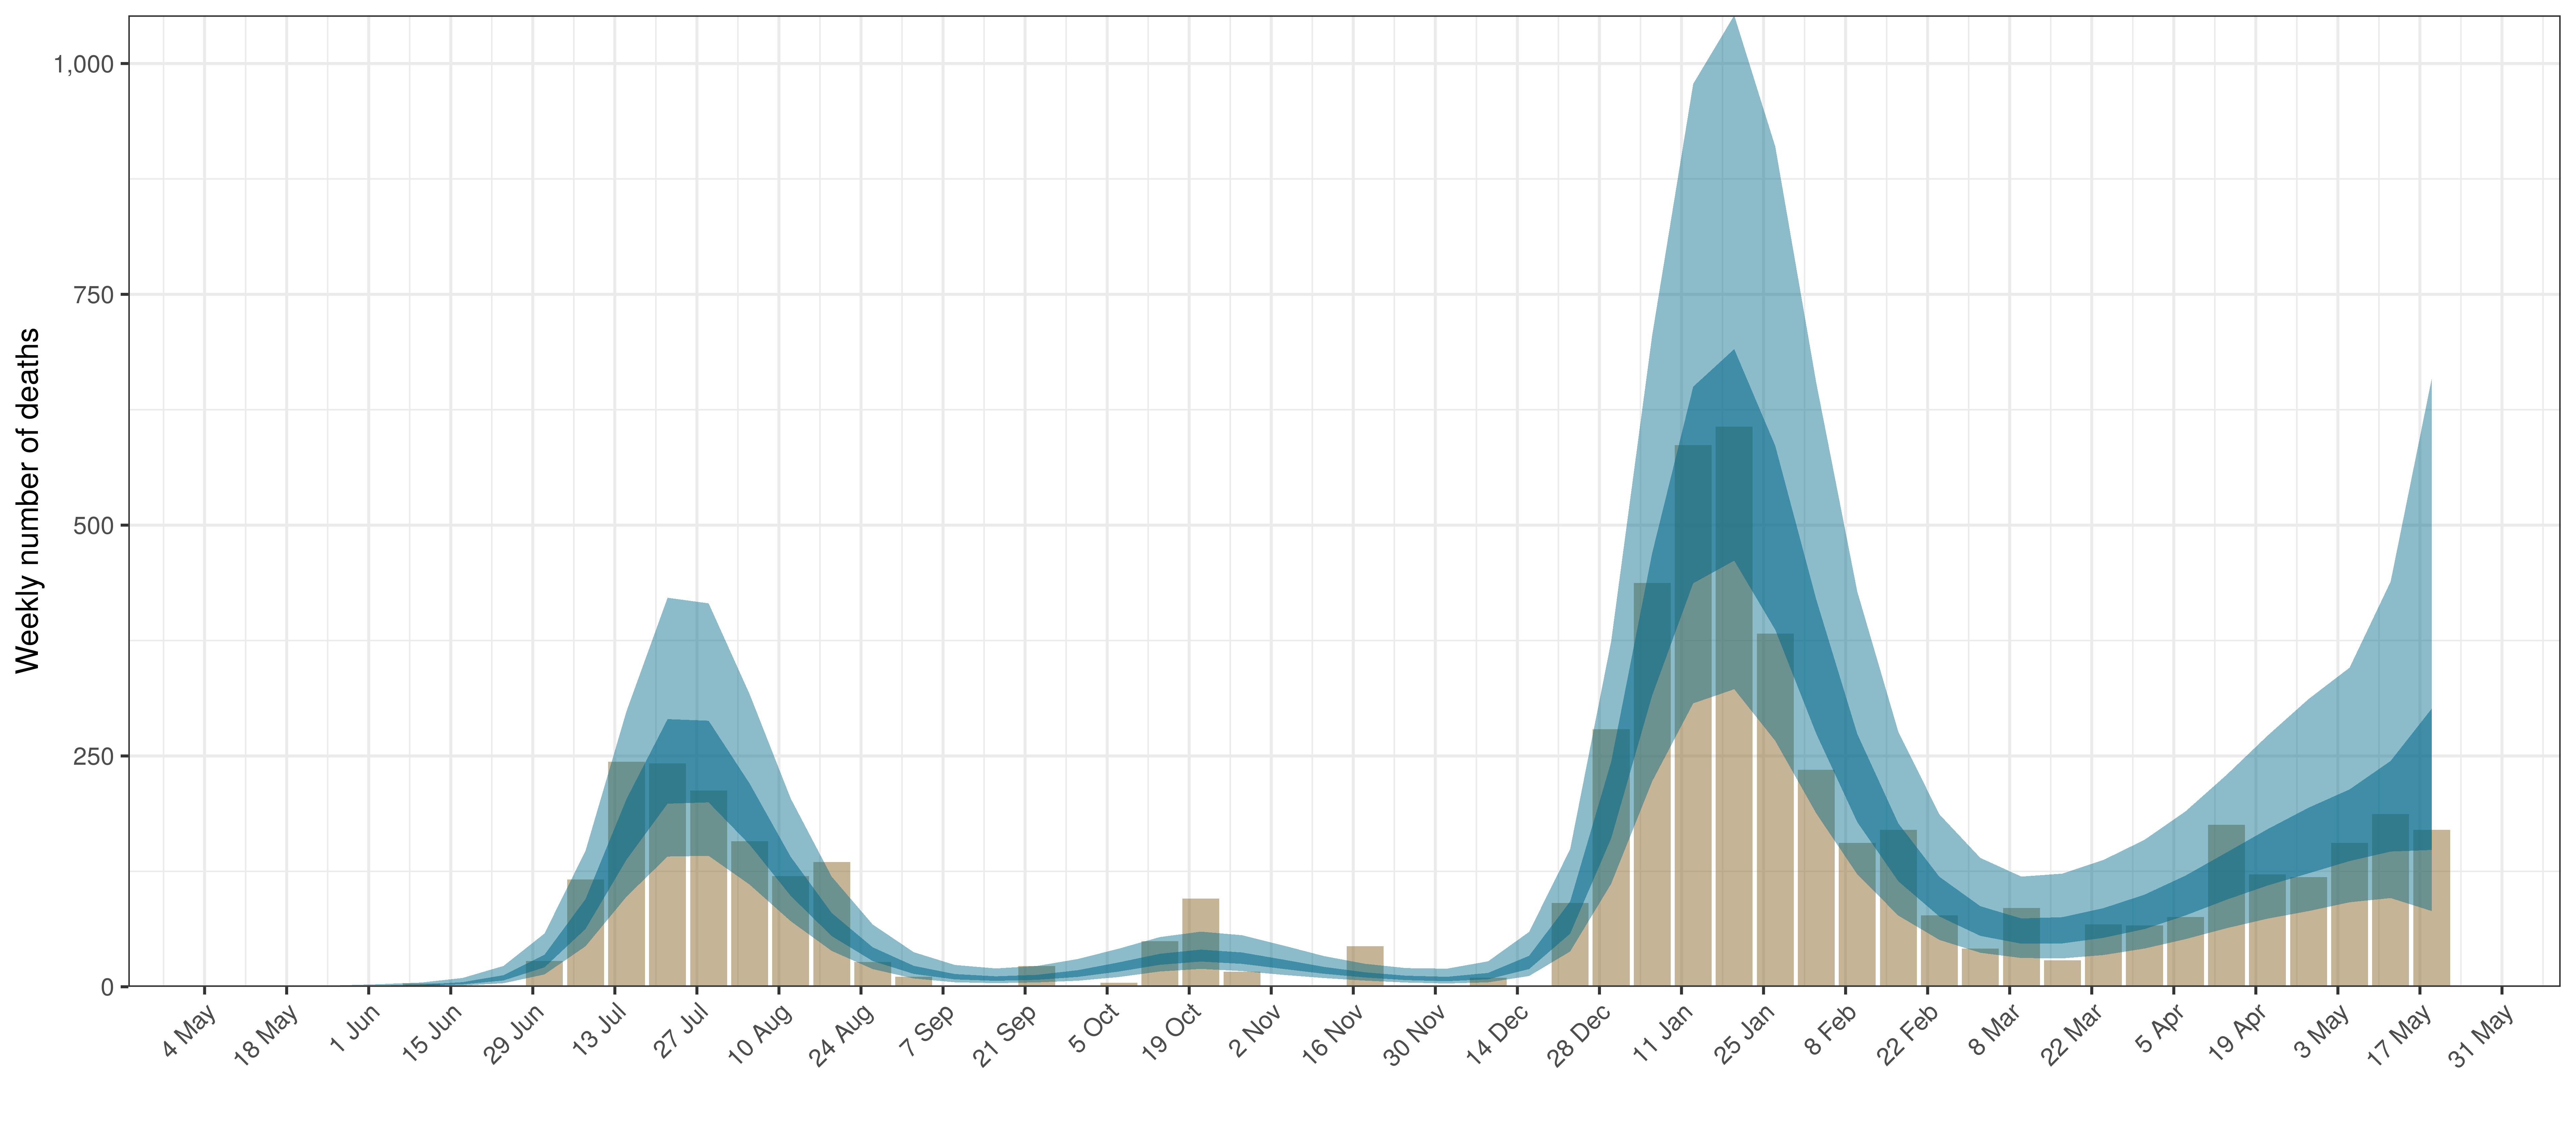 Weekly number of deaths
1,000
750
500
250
0
4 May
18 May
1 Jun
15 Jun
29 Jun
13 Jul
27 Jul
10 Aug
24 Aug
7 Sep
21 Sep
5 Oct
19 Oct
2 Nov
16 Nov
30 Nov
14 Dec
28 Dec
11 Jan
25 Jan
8 Feb
22 Feb
8 Mar
22 Mar
5 Apr
19 Apr
3 May
17 May
31 May